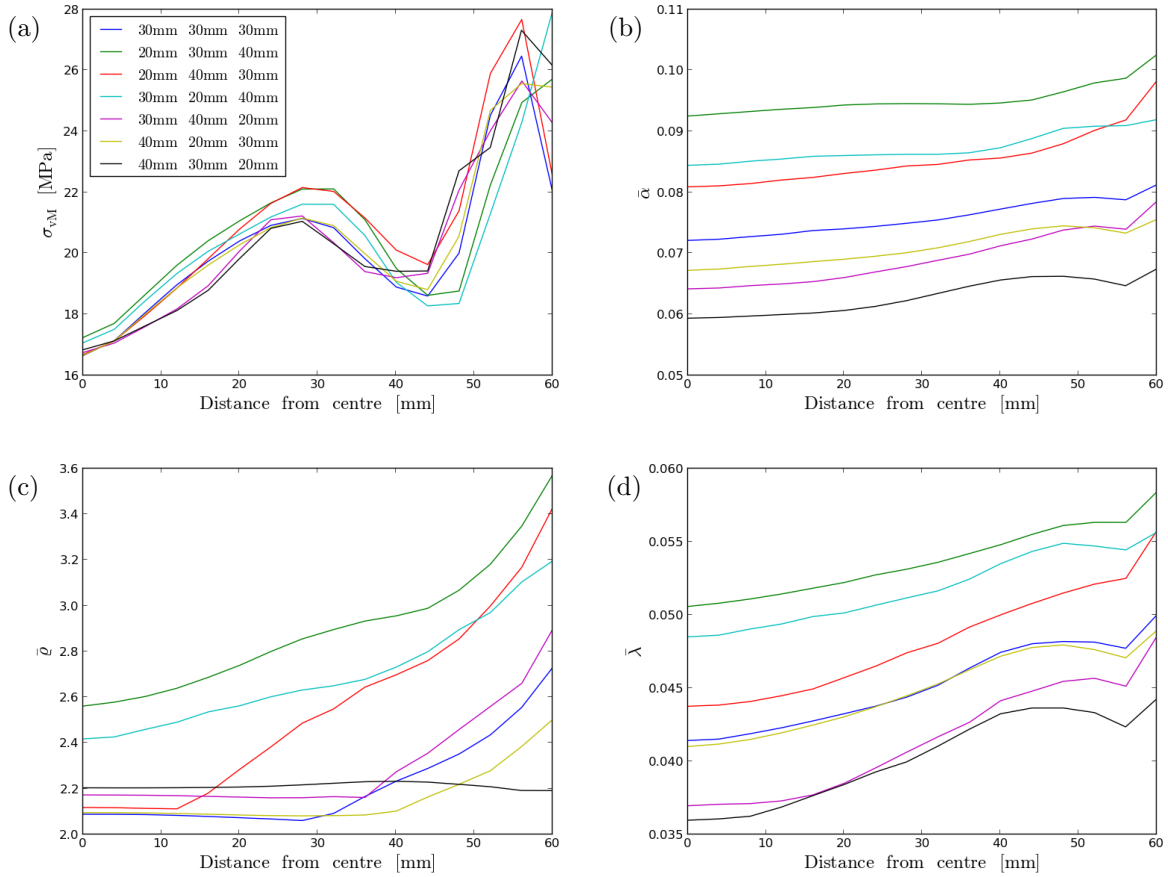 (a)
28
26
24
22
20
18
16
σvM [MPa]
30mm 30mm 30mm
20mm 30mm 40mm
20mm 40mm 30mm
30mm 20mm 40mm
30mm 40mm 20mm
40mm 20mm 30mm
40mm 30mm 20mm
0 10 20 30 40 50 60
Distance from centre [mm]
(b)
0.11
0.10
0.09
0.08
0.07
0.06
0.05
ᾱ
0 10 20 30 40 50 60
Distance from centre [mm]
(c)
3.6
3.4
3.2
3.0
2.8
2.6
2.4
2.2
2.0
ϱ̄
0 10 20 30 40 50 60
Distance from centre [mm]
(d)
0.060
0.055
0.050
0.045
0.040
0.035
λ̄
0 10 20 30 40 50 60
Distance from centre [mm]